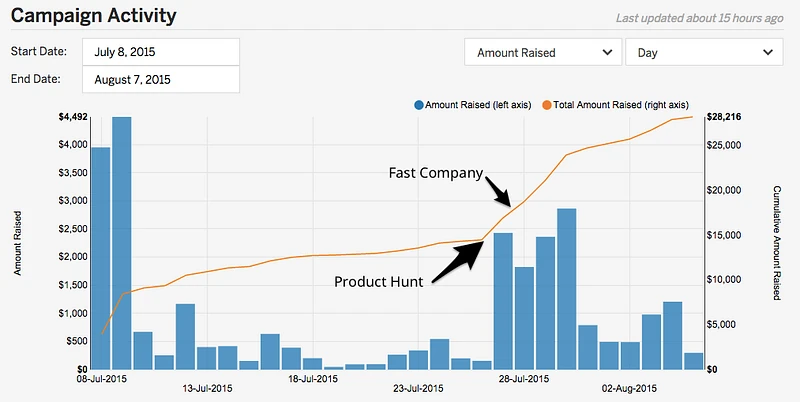 Campaign Activity
Last updated about 15 hours ago
Start Date: July 8, 2015
Amount Raised
Day
End Date: August 7, 2015
Amount Raised (left axis)
Total Amount Raised (right axis)
$4,492
$4,000
$3,500
$3,000
$2,500
$2,000
$1,500
$1,000
$500
$0
Amount Raised
Fast Company
Product Hunt
$28,216
$25,000
$20,000
$15,000
$10,000
$5,000
$0
Cumulative Amount Raised
08-Jul-2015
13-Jul-2015
18-Jul-2015
23-Jul-2015
28-Jul-2015
02-Aug-2015